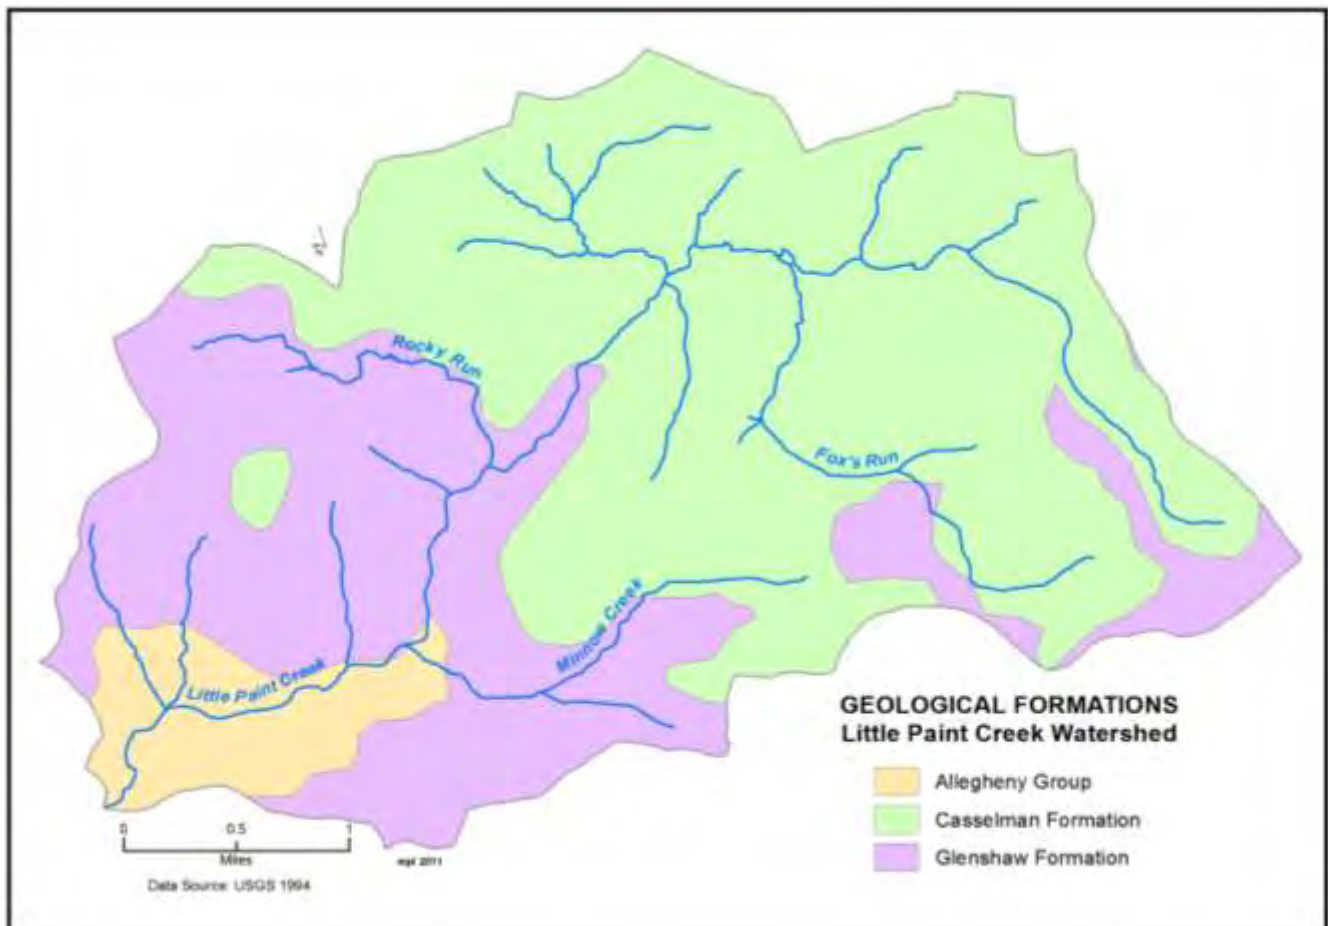 N
Rocky Run
Fox's Run
Minnow Creek
Little Paint Creek
GEOLOGICAL FORMATIONS
Little Paint Creek Watershed
Allegheny Group
Casselman Formation
Glenshaw Formation
0 0.5 1
Miles
Data Source: USGS 1994